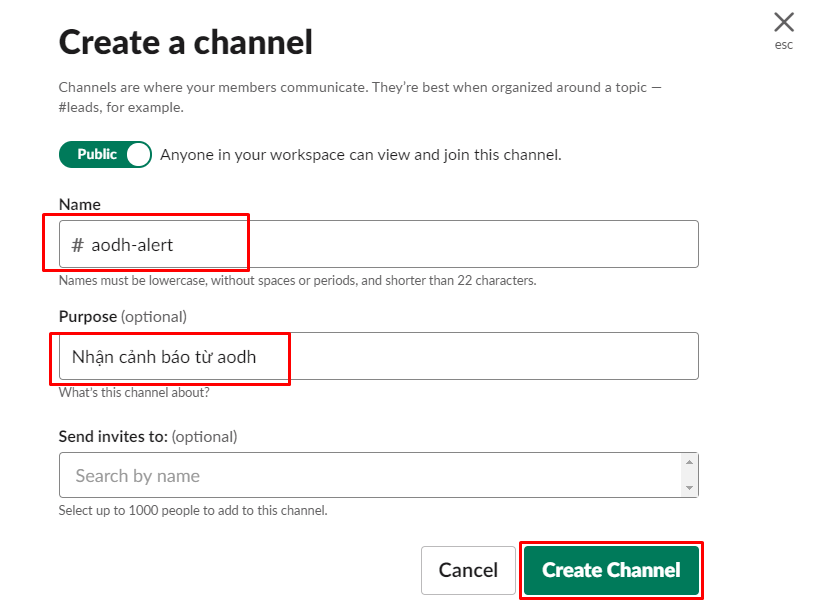 Create a channel
esc
Channels are where your members communicate. They’re best when organized around a topic —
#leads, for example.
Public Anyone in your workspace can view and join this channel.
Name
# aodh-alert
Names must be lowercase, without spaces or periods, and shorter than 22 characters.
Purpose (optional)
Nhận cảnh báo từ aodh
What’s this channel about?
Send invites to: (optional)
Search by name
Select up to 1000 people to add to this channel.
Cancel Create Channel